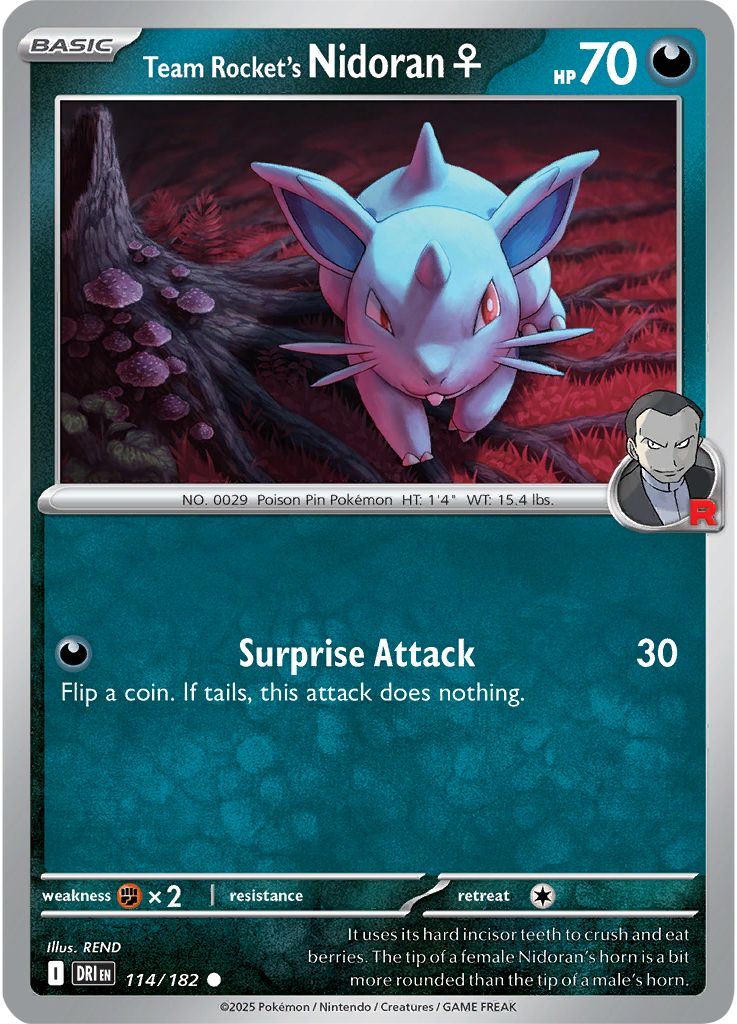 BASIC
Team Rocket's Nidoran ♀
HP 70
NO. 0029 Poison Pin Pokémon HT: 1'4" WT: 15.4 lbs.
R
Surprise Attack 30
Flip a coin. If tails, this attack does nothing.
weakness ×2 resistance retreat
Illus. REND
It uses its hard incisor teeth to crush and eat
berries. The tip of a female Nidoran's horn is a bit
more rounded than the tip of a male's horn.
I DRI EN 114/182
©2025 Pokémon / Nintendo / Creatures / GAME FREAK